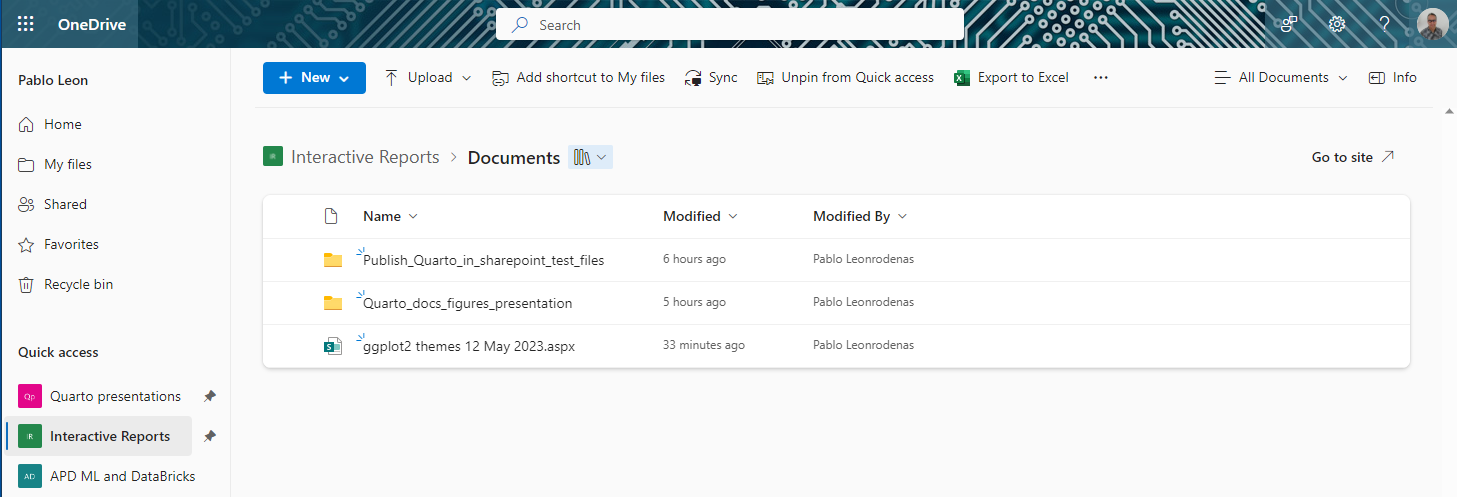 OneDrive
Search
Pablo Leon
Home
My files
Shared
Favorites
Recycle bin
Quick access
Qp Quarto presentations
IR Interactive Reports
AD APD ML and DataBricks
New Upload Add shortcut to My files Sync Unpin from Quick access Export to Excel ... All Documents Info
Interactive Reports > Documents Go to site
Name Modified Modified By
Publish_Quarto_in_sharepoint_test_files 6 hours ago Pablo Leonrodenas
Quarto_docs_figures_presentation 5 hours ago Pablo Leonrodenas
ggplot2 themes 12 May 2023.aspx 33 minutes ago Pablo Leonrodenas